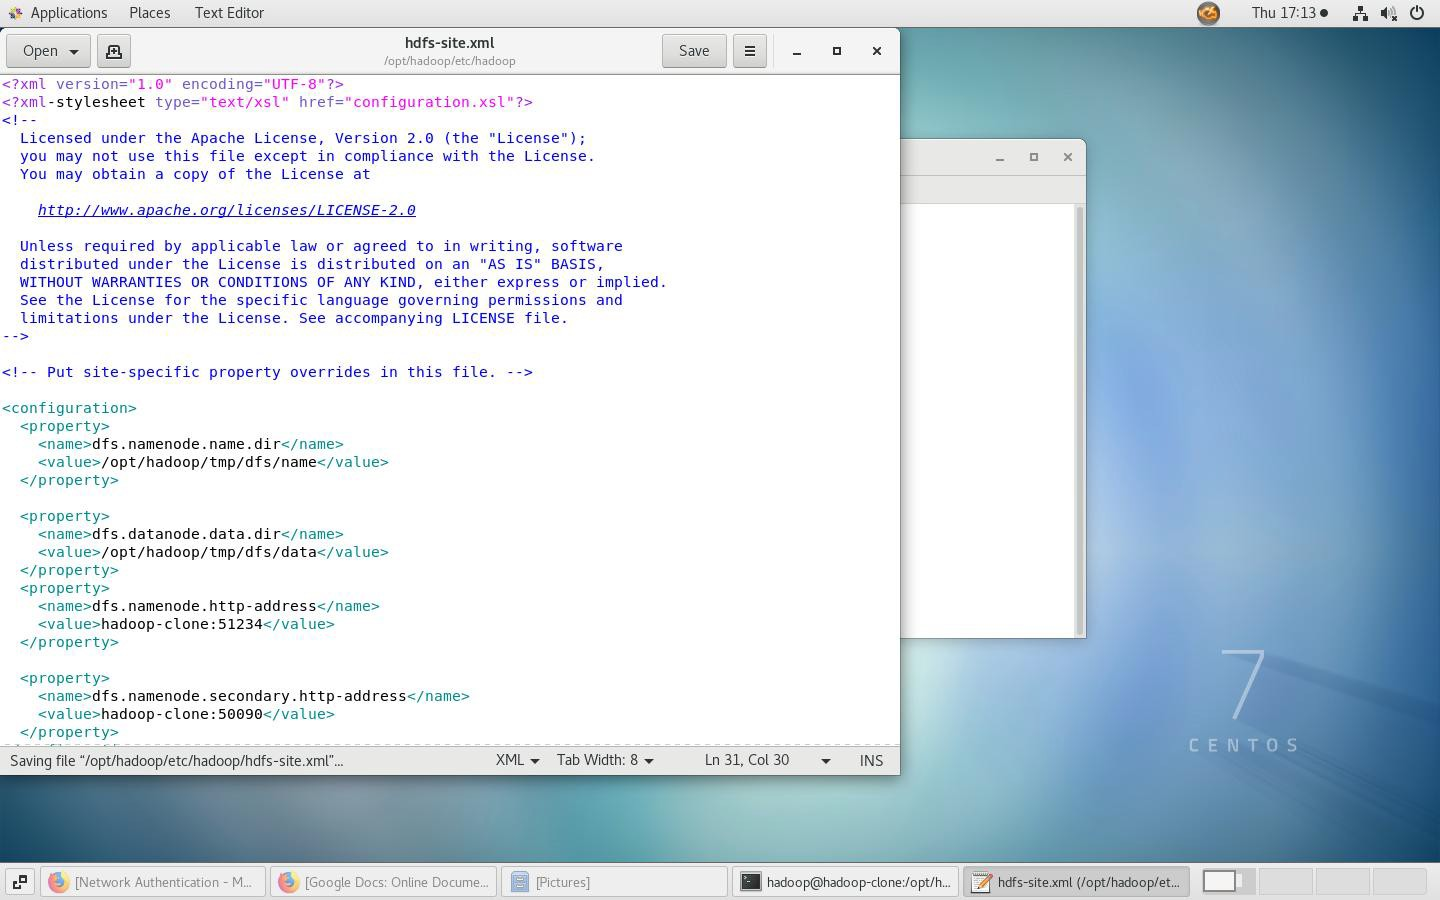 Applications Places Text Editor Thu 17:13
Open hdfs-site.xml Save
/opt/hadoop/etc/hadoop
<?xml version="1.0" encoding="UTF-8"?>
<?xml-stylesheet type="text/xsl" href="configuration.xsl"?>
<!--
  Licensed under the Apache License, Version 2.0 (the "License");
  you may not use this file except in compliance with the License.
  You may obtain a copy of the License at

    http://www.apache.org/licenses/LICENSE-2.0

  Unless required by applicable law or agreed to in writing, software
  distributed under the License is distributed on an "AS IS" BASIS,
  WITHOUT WARRANTIES OR CONDITIONS OF ANY KIND, either express or implied.
  See the License for the specific language governing permissions and
  limitations under the License. See accompanying LICENSE file.
-->

<!-- Put site-specific property overrides in this file. -->

<configuration>
  <property>
    <name>dfs.namenode.name.dir</name>
    <value>/opt/hadoop/tmp/dfs/name</value>
  </property>

  <property>
    <name>dfs.datanode.data.dir</name>
    <value>/opt/hadoop/tmp/dfs/data</value>
  </property>
  <property>
    <name>dfs.namenode.http-address</name>
    <value>hadoop-clone:51234</value>
  </property>

  <property>
    <name>dfs.namenode.secondary.http-address</name>
    <value>hadoop-clone:50090</value>
  </property>
Saving file “/opt/hadoop/etc/hadoop/hdfs-site.xml”... XML Tab Width: 8 Ln 31, Col 30 INS
7
CENTOS
[Network Authentication - M... [Google Docs: Online Docume... [Pictures] hadoop@hadoop-clone:/opt/h... hdfs-site.xml (/opt/hadoop/et...